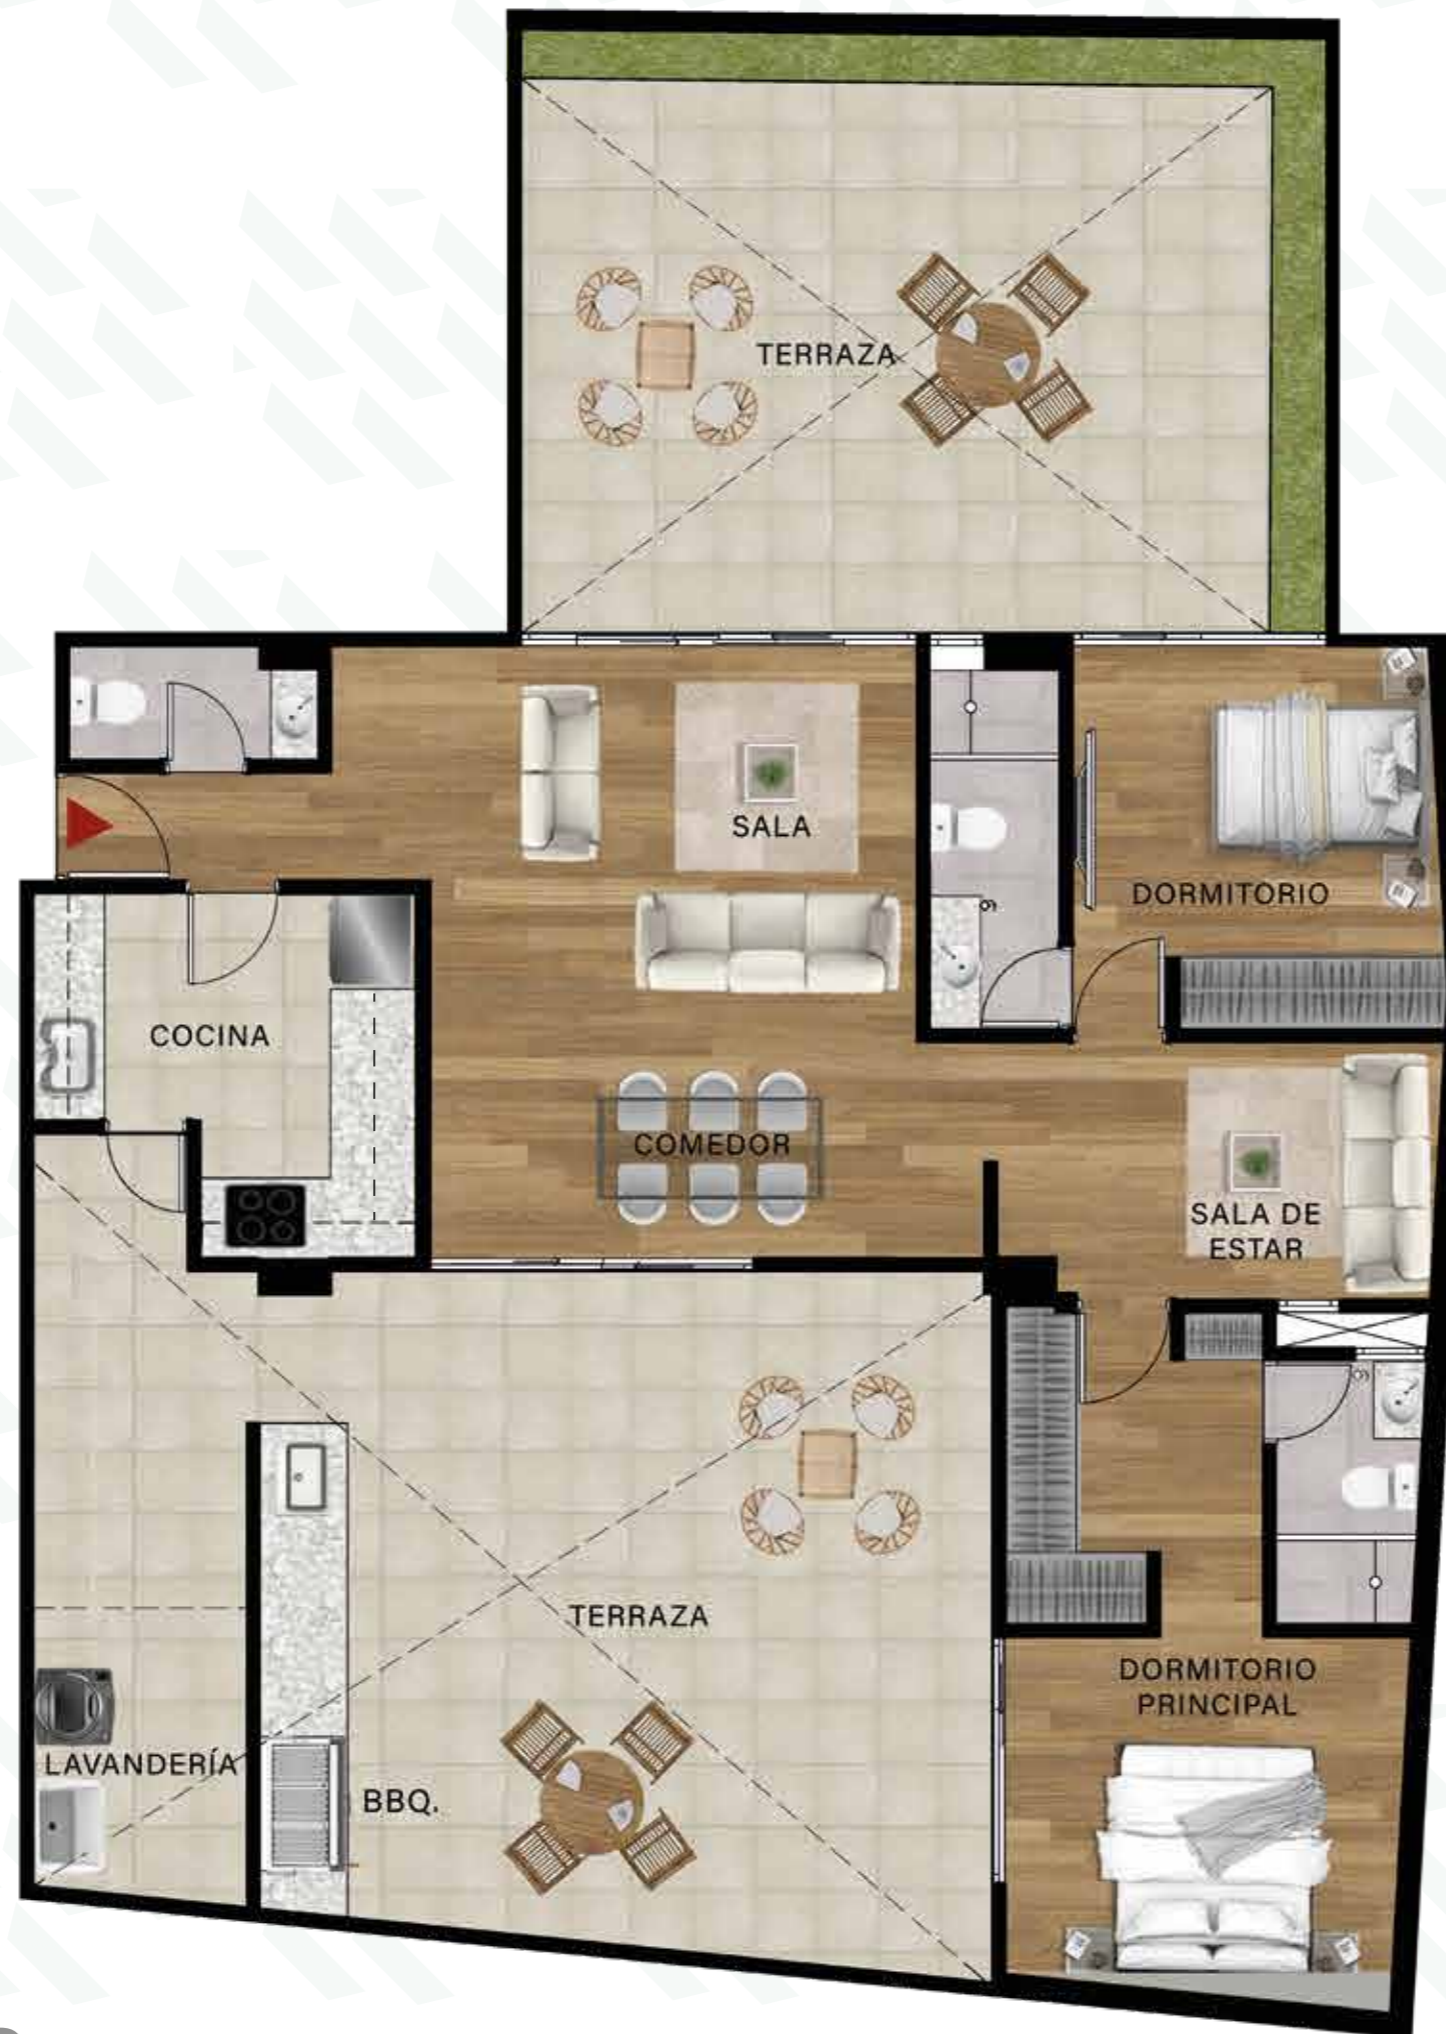 TERRAZA
SALA
DORMITORIO
COCINA
COMEDOR
SALA DE
ESTAR
TERRAZA
DORMITORIO
PRINCIPAL
LAVANDERÍA
BBQ.